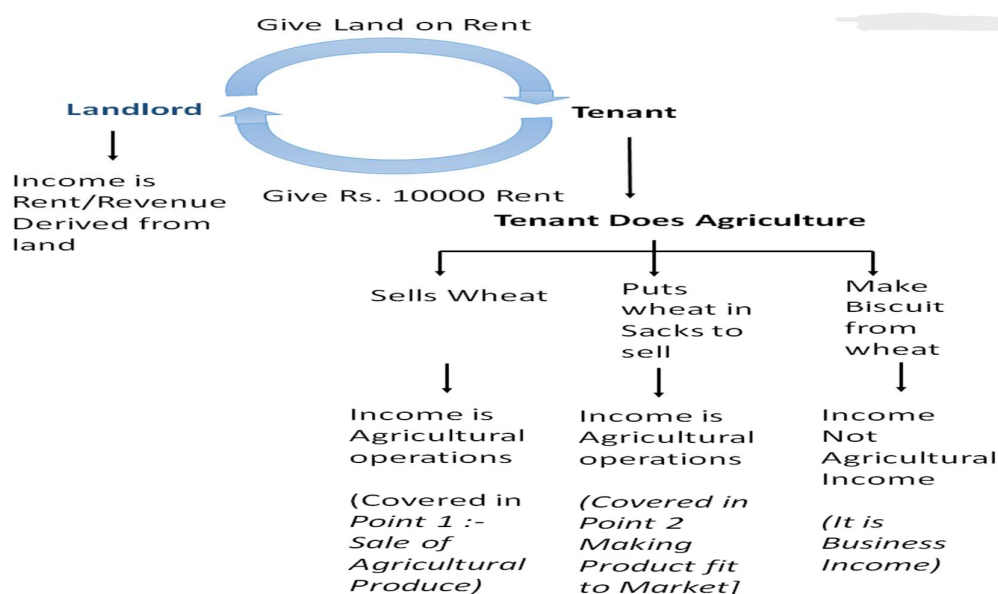 Give Land on Rent
Landlord
Tenant
Income is
Rent/Revenue
Derived from
land
Give Rs. 10000 Rent
Tenant Does Agriculture
Sells Wheat
Puts
wheat in
Sacks to
sell
Make
Biscuit
from
wheat
Income is
Agricultural
operations
(Covered in
Point 1 :-
Sale of
Agricultural
Produce)
Income is
Agricultural
operations
(Covered in
Point 2
Making
Product fit
to Market]
Income
Not
Agricultural
Income
(It is
Business
Income)